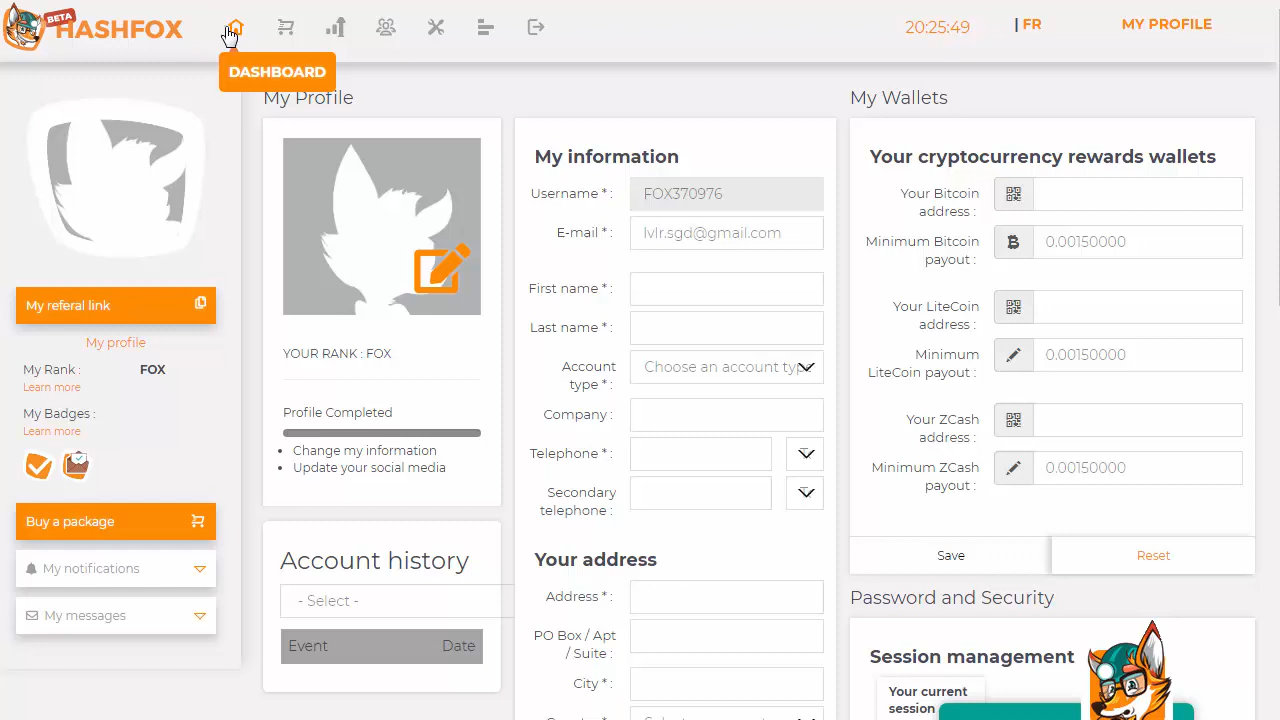 BETA
HASHFOX
20:25:49
| FR
MY PROFILE
DASHBOARD
My referal link
My profile
My Rank :
FOX
Learn more
My Badges :
Learn more
Buy a package
My notifications
My messages
My Profile
YOUR RANK : FOX
Profile Completed
• Change my information
• Update your social media
Account history
- Select -
Event
Date
My information
Username * :
FOX370976
E-mail * :
lvlr.sgd@gmail.com
First name * :
Last name * :
Account
type * :
Choose an account type
Company :
Telephone * :
Secondary
telephone :
Your address
Address * :
PO Box / Apt
/ Suite :
City * :
My Wallets
Your cryptocurrency rewards wallets
Your Bitcoin
address :
Minimum Bitcoin
payout :
0.00150000
Your LiteCoin
address :
Minimum
LiteCoin payout :
0.00150000
Your ZCash
address :
Minimum ZCash
payout :
0.00150000
Save
Reset
Password and Security
Session management
Your current
session